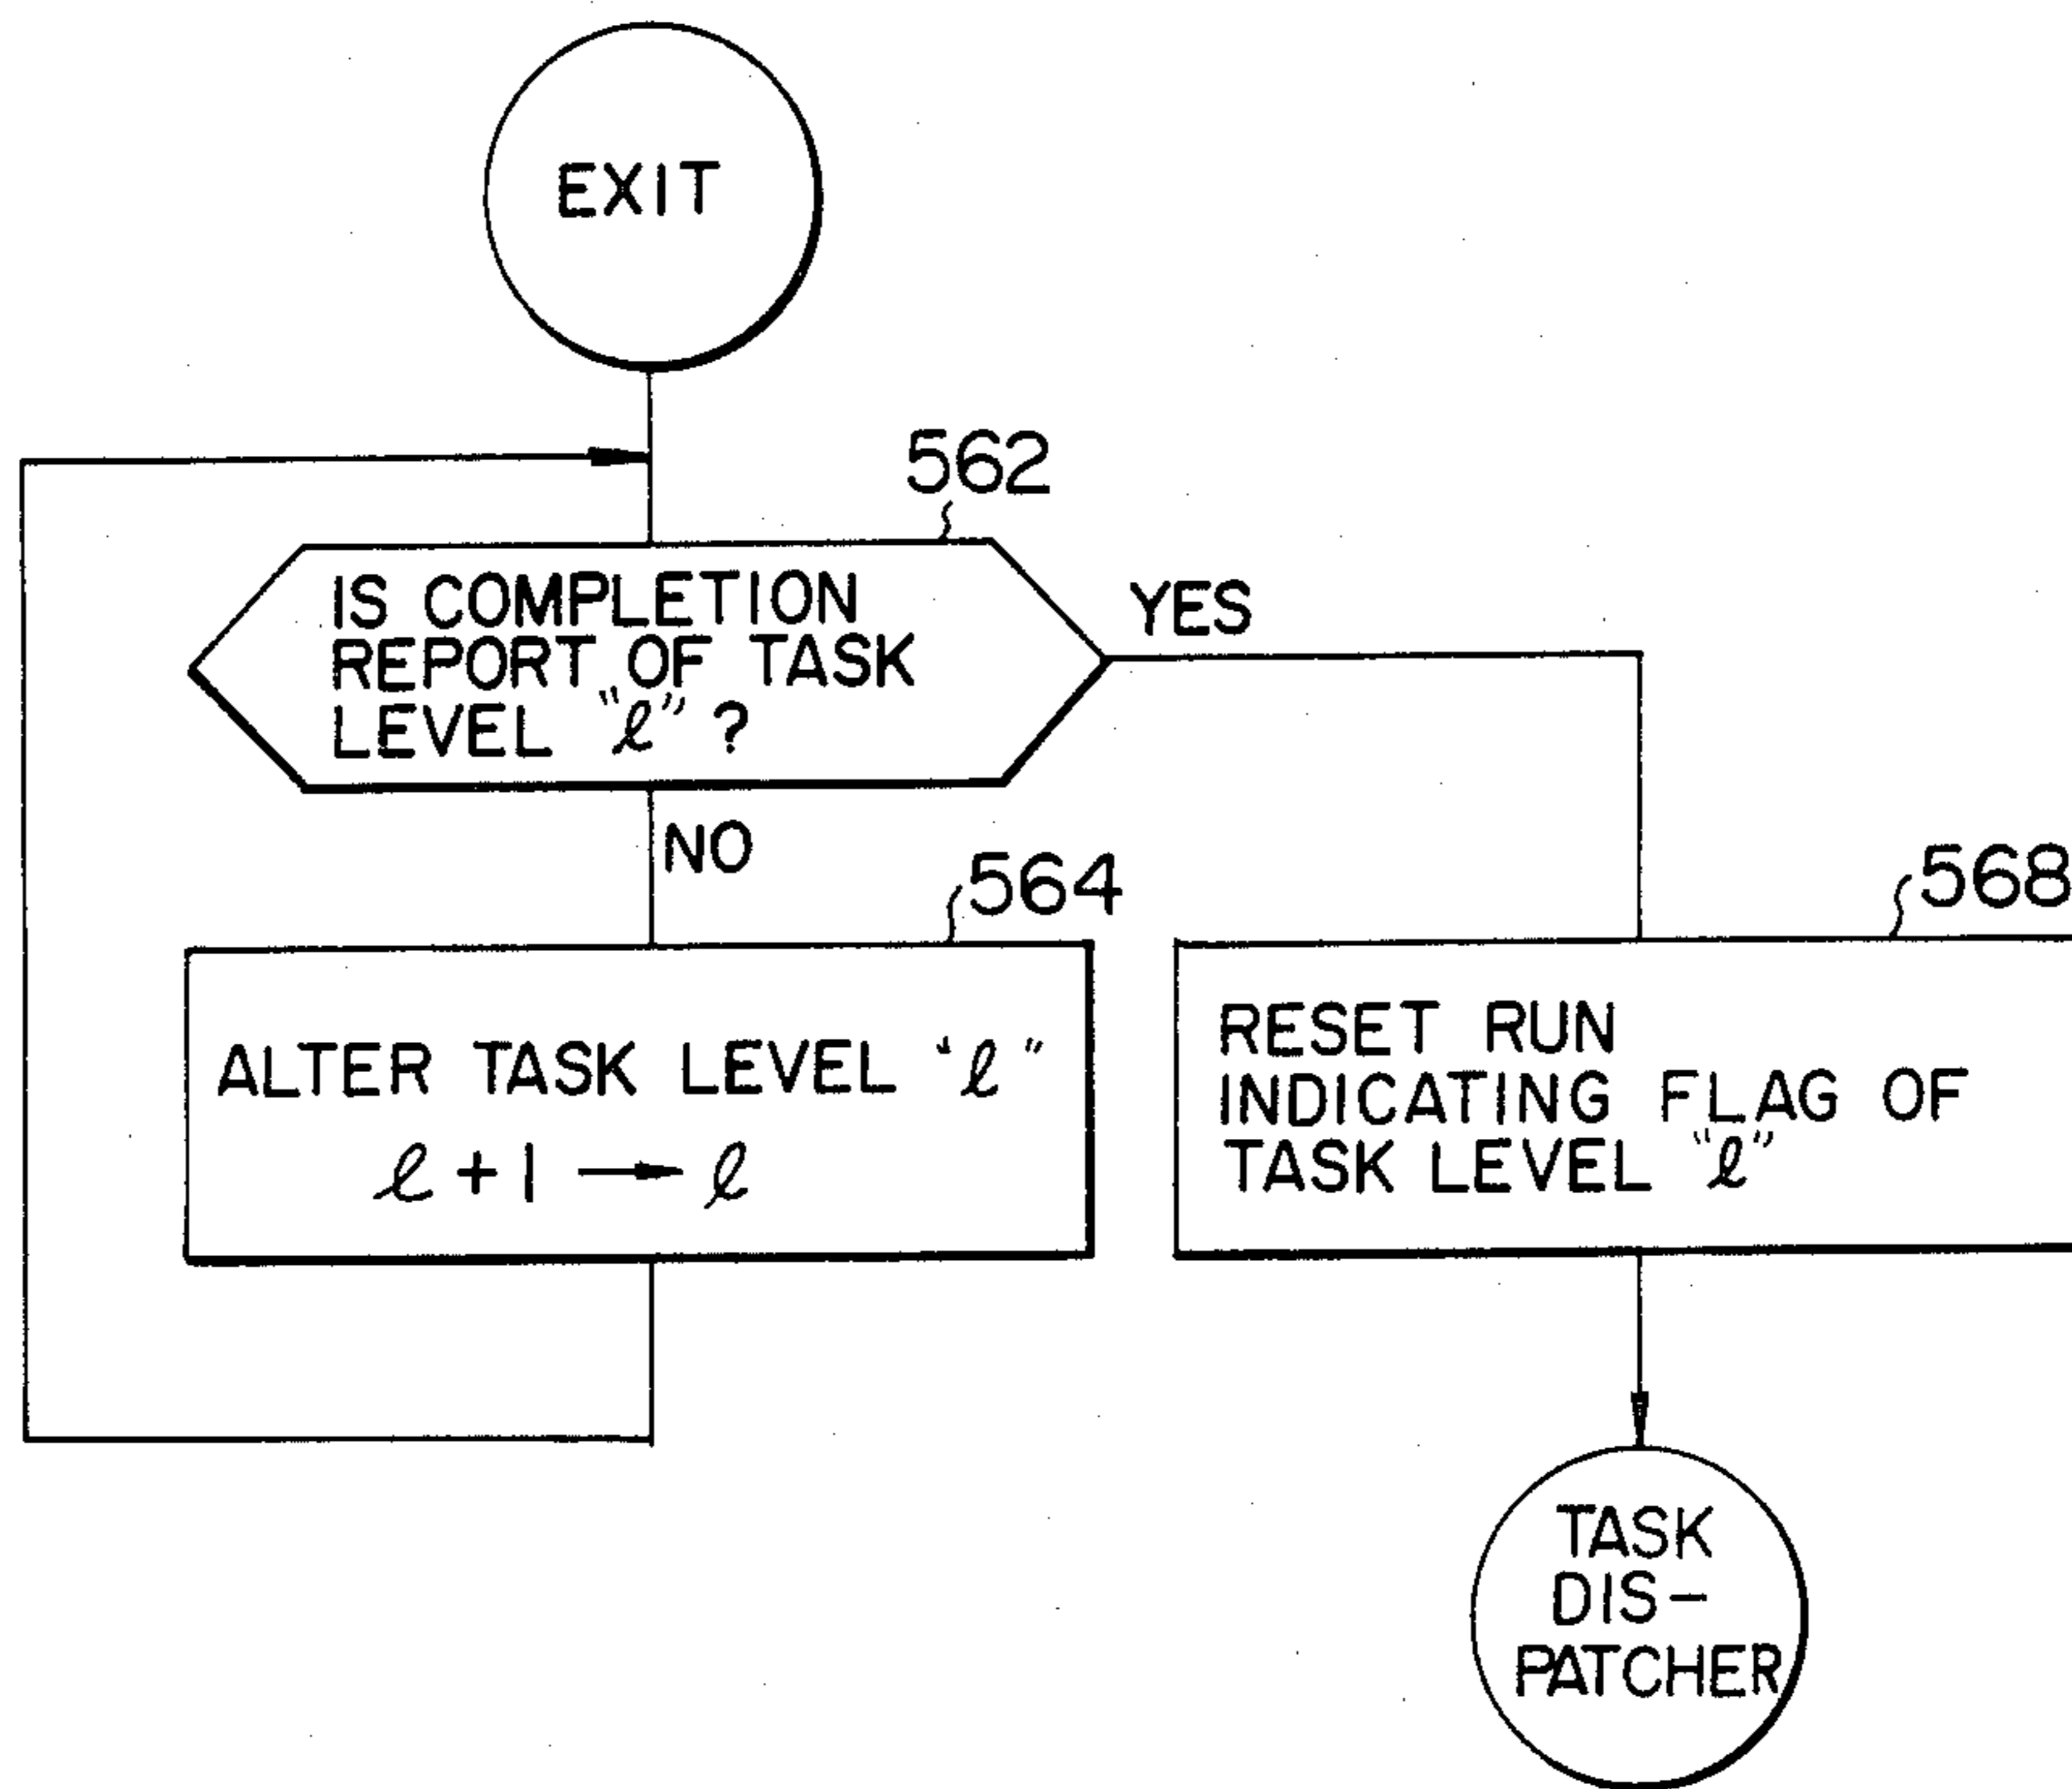 EXIT
562
IS COMPLETION
REPORT OF TASK
LEVEL "ℓ" ?
YES
NO
564
ALTER TASK LEVEL "ℓ"
ℓ + 1 → ℓ
568
RESET RUN
INDICATING FLAG OF
TASK LEVEL "ℓ"
TASK
DIS-
PATCHER